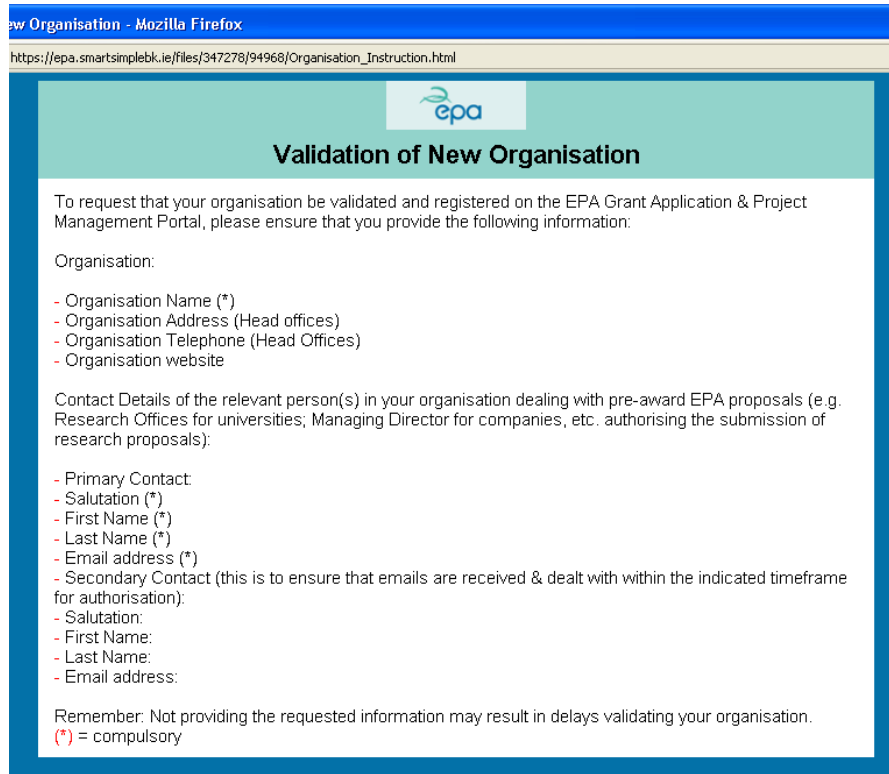 ew Organisation - Mozilla Firefox
https://epa.smartsimplebk.ie/files/347278/94968/Organisation_Instruction.html
epa
Validation of New Organisation
To request that your organisation be validated and registered on the EPA Grant Application & Project
Management Portal, please ensure that you provide the following information:
Organisation:
- Organisation Name (*)
- Organisation Address (Head offices)
- Organisation Telephone (Head Offices)
- Organisation website
Contact Details of the relevant person(s) in your organisation dealing with pre-award EPA proposals (e.g.
Research Offices for universities; Managing Director for companies, etc. authorising the submission of
research proposals):
- Primary Contact:
- Salutation (*)
- First Name (*)
- Last Name (*)
- Email address (*)
- Secondary Contact (this is to ensure that emails are received & dealt with within the indicated timeframe
for authorisation):
- Salutation:
- First Name:
- Last Name:
- Email address:
Remember: Not providing the requested information may result in delays validating your organisation.
(*) = compulsory